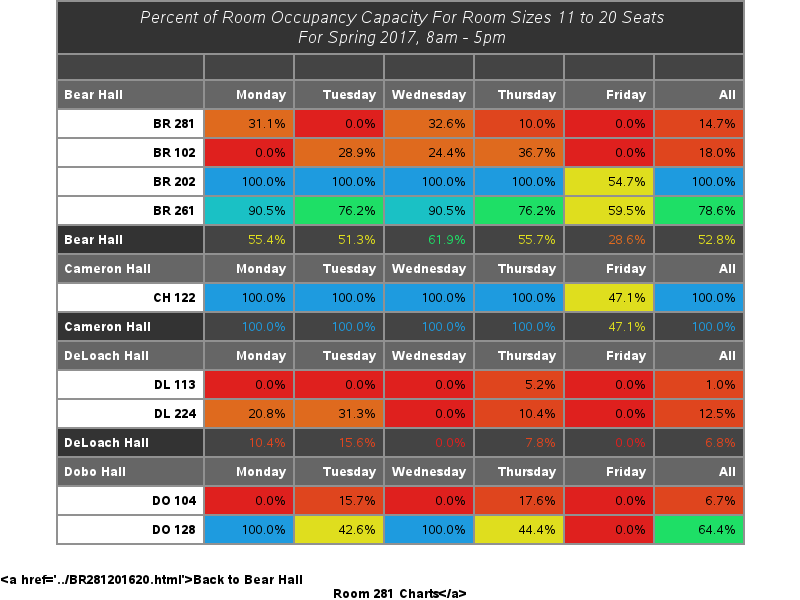 Percent of Room Occupancy Capacity For Room Sizes 11 to 20 Seats
For Spring 2017, 8am - 5pm
Bear Hall Monday Tuesday Wednesday Thursday Friday All
BR 281 31.1% 0.0% 32.6% 10.0% 0.0% 14.7%
BR 102 0.0% 28.9% 24.4% 36.7% 0.0% 18.0%
BR 202 100.0% 100.0% 100.0% 100.0% 54.7% 100.0%
BR 261 90.5% 76.2% 90.5% 76.2% 59.5% 78.6%
Bear Hall 55.4% 51.3% 61.9% 55.7% 28.6% 52.8%
Cameron Hall Monday Tuesday Wednesday Thursday Friday All
CH 122 100.0% 100.0% 100.0% 100.0% 47.1% 100.0%
Cameron Hall 100.0% 100.0% 100.0% 100.0% 47.1% 100.0%
DeLoach Hall Monday Tuesday Wednesday Thursday Friday All
DL 113 0.0% 0.0% 0.0% 5.2% 0.0% 1.0%
DL 224 20.8% 31.3% 0.0% 10.4% 0.0% 12.5%
DeLoach Hall 10.4% 15.6% 0.0% 7.8% 0.0% 6.8%
Dobo Hall Monday Tuesday Wednesday Thursday Friday All
DO 104 0.0% 15.7% 0.0% 17.6% 0.0% 6.7%
DO 128 100.0% 42.6% 100.0% 44.4% 0.0% 64.4%
<a href='../BR281201620.html'>Back to Bear Hall
Room 281 Charts</a>